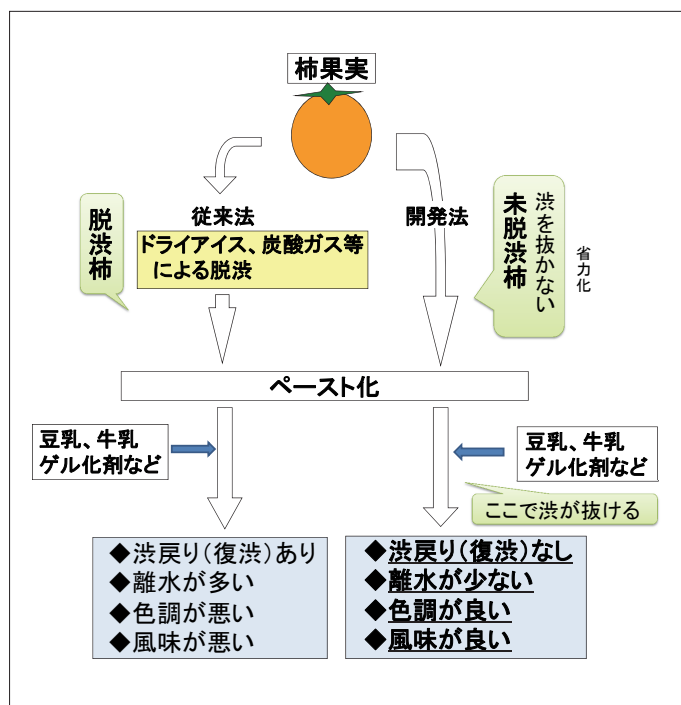 柿果実
従来法
ドライアイス、炭酸ガス等
による脱渋
脱渋柿
開発法
渋を抜かない
未脱渋柿
省力化
ペースト化
豆乳、牛乳
ゲル化剤など
豆乳、牛乳
ゲル化剤など
ここで渋が抜ける
◆渋戻り(復渋)あり
◆離水が多い
◆色調が悪い
◆風味が悪い
◆渋戻り(復渋)なし
◆離水が少ない
◆色調が良い
◆風味が良い